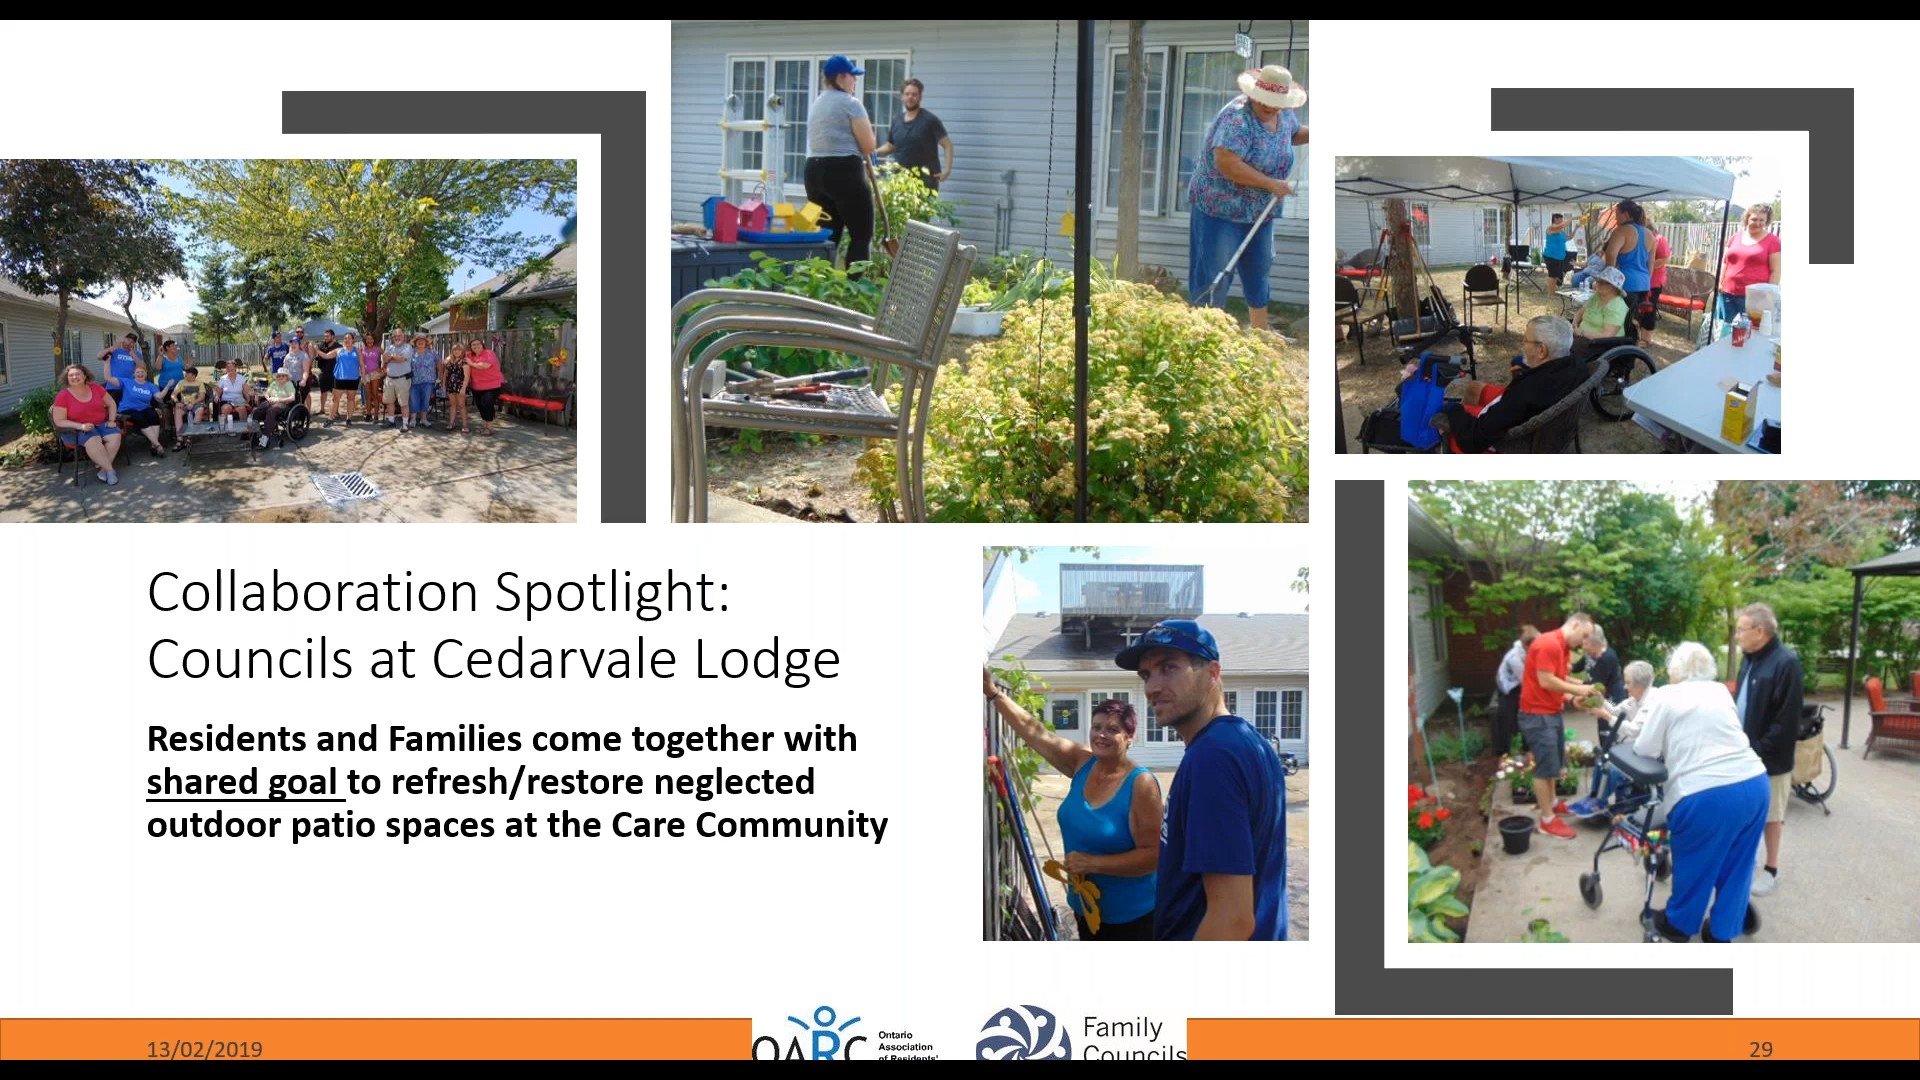 Collaboration Spotlight:
Councils at Cedarvale Lodge
Residents and Families come together with
shared goal to refresh/restore neglected
outdoor patio spaces at the Care Community
13/02/2019
OARC
Ontario
Association
of Residents'
Family
Councils
29